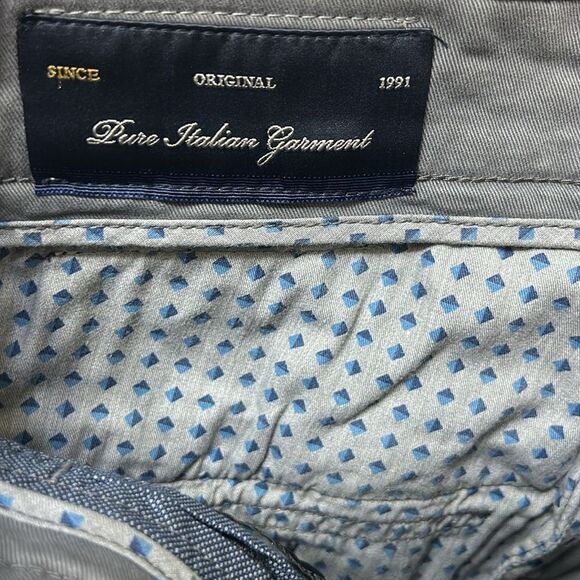 SINCE ORIGINAL 1991
Pure Italian Garment